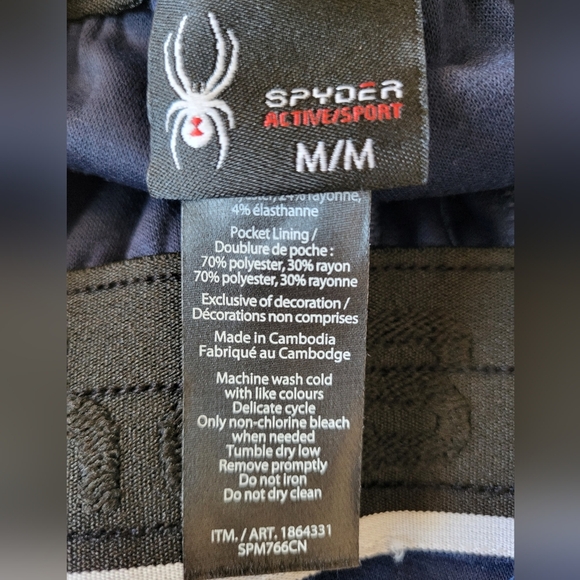 SPYDER
ACTIVE/SPORT
M/M
24% rayonne,
4% élasthanne
Pocket Lining /
Doublure de poche :
70% polyester, 30% rayon
70% polyester, 30% rayonne
Exclusive of decoration /
Décorations non comprises
Made in Cambodia
Fabriqué au Cambodge
Machine wash cold
with like colours
Delicate cycle
Only non-chlorine bleach
when needed
Tumble dry low
Remove promptly
Do not iron
Do not dry clean
ITM. / ART. 1864331
SPM766CN